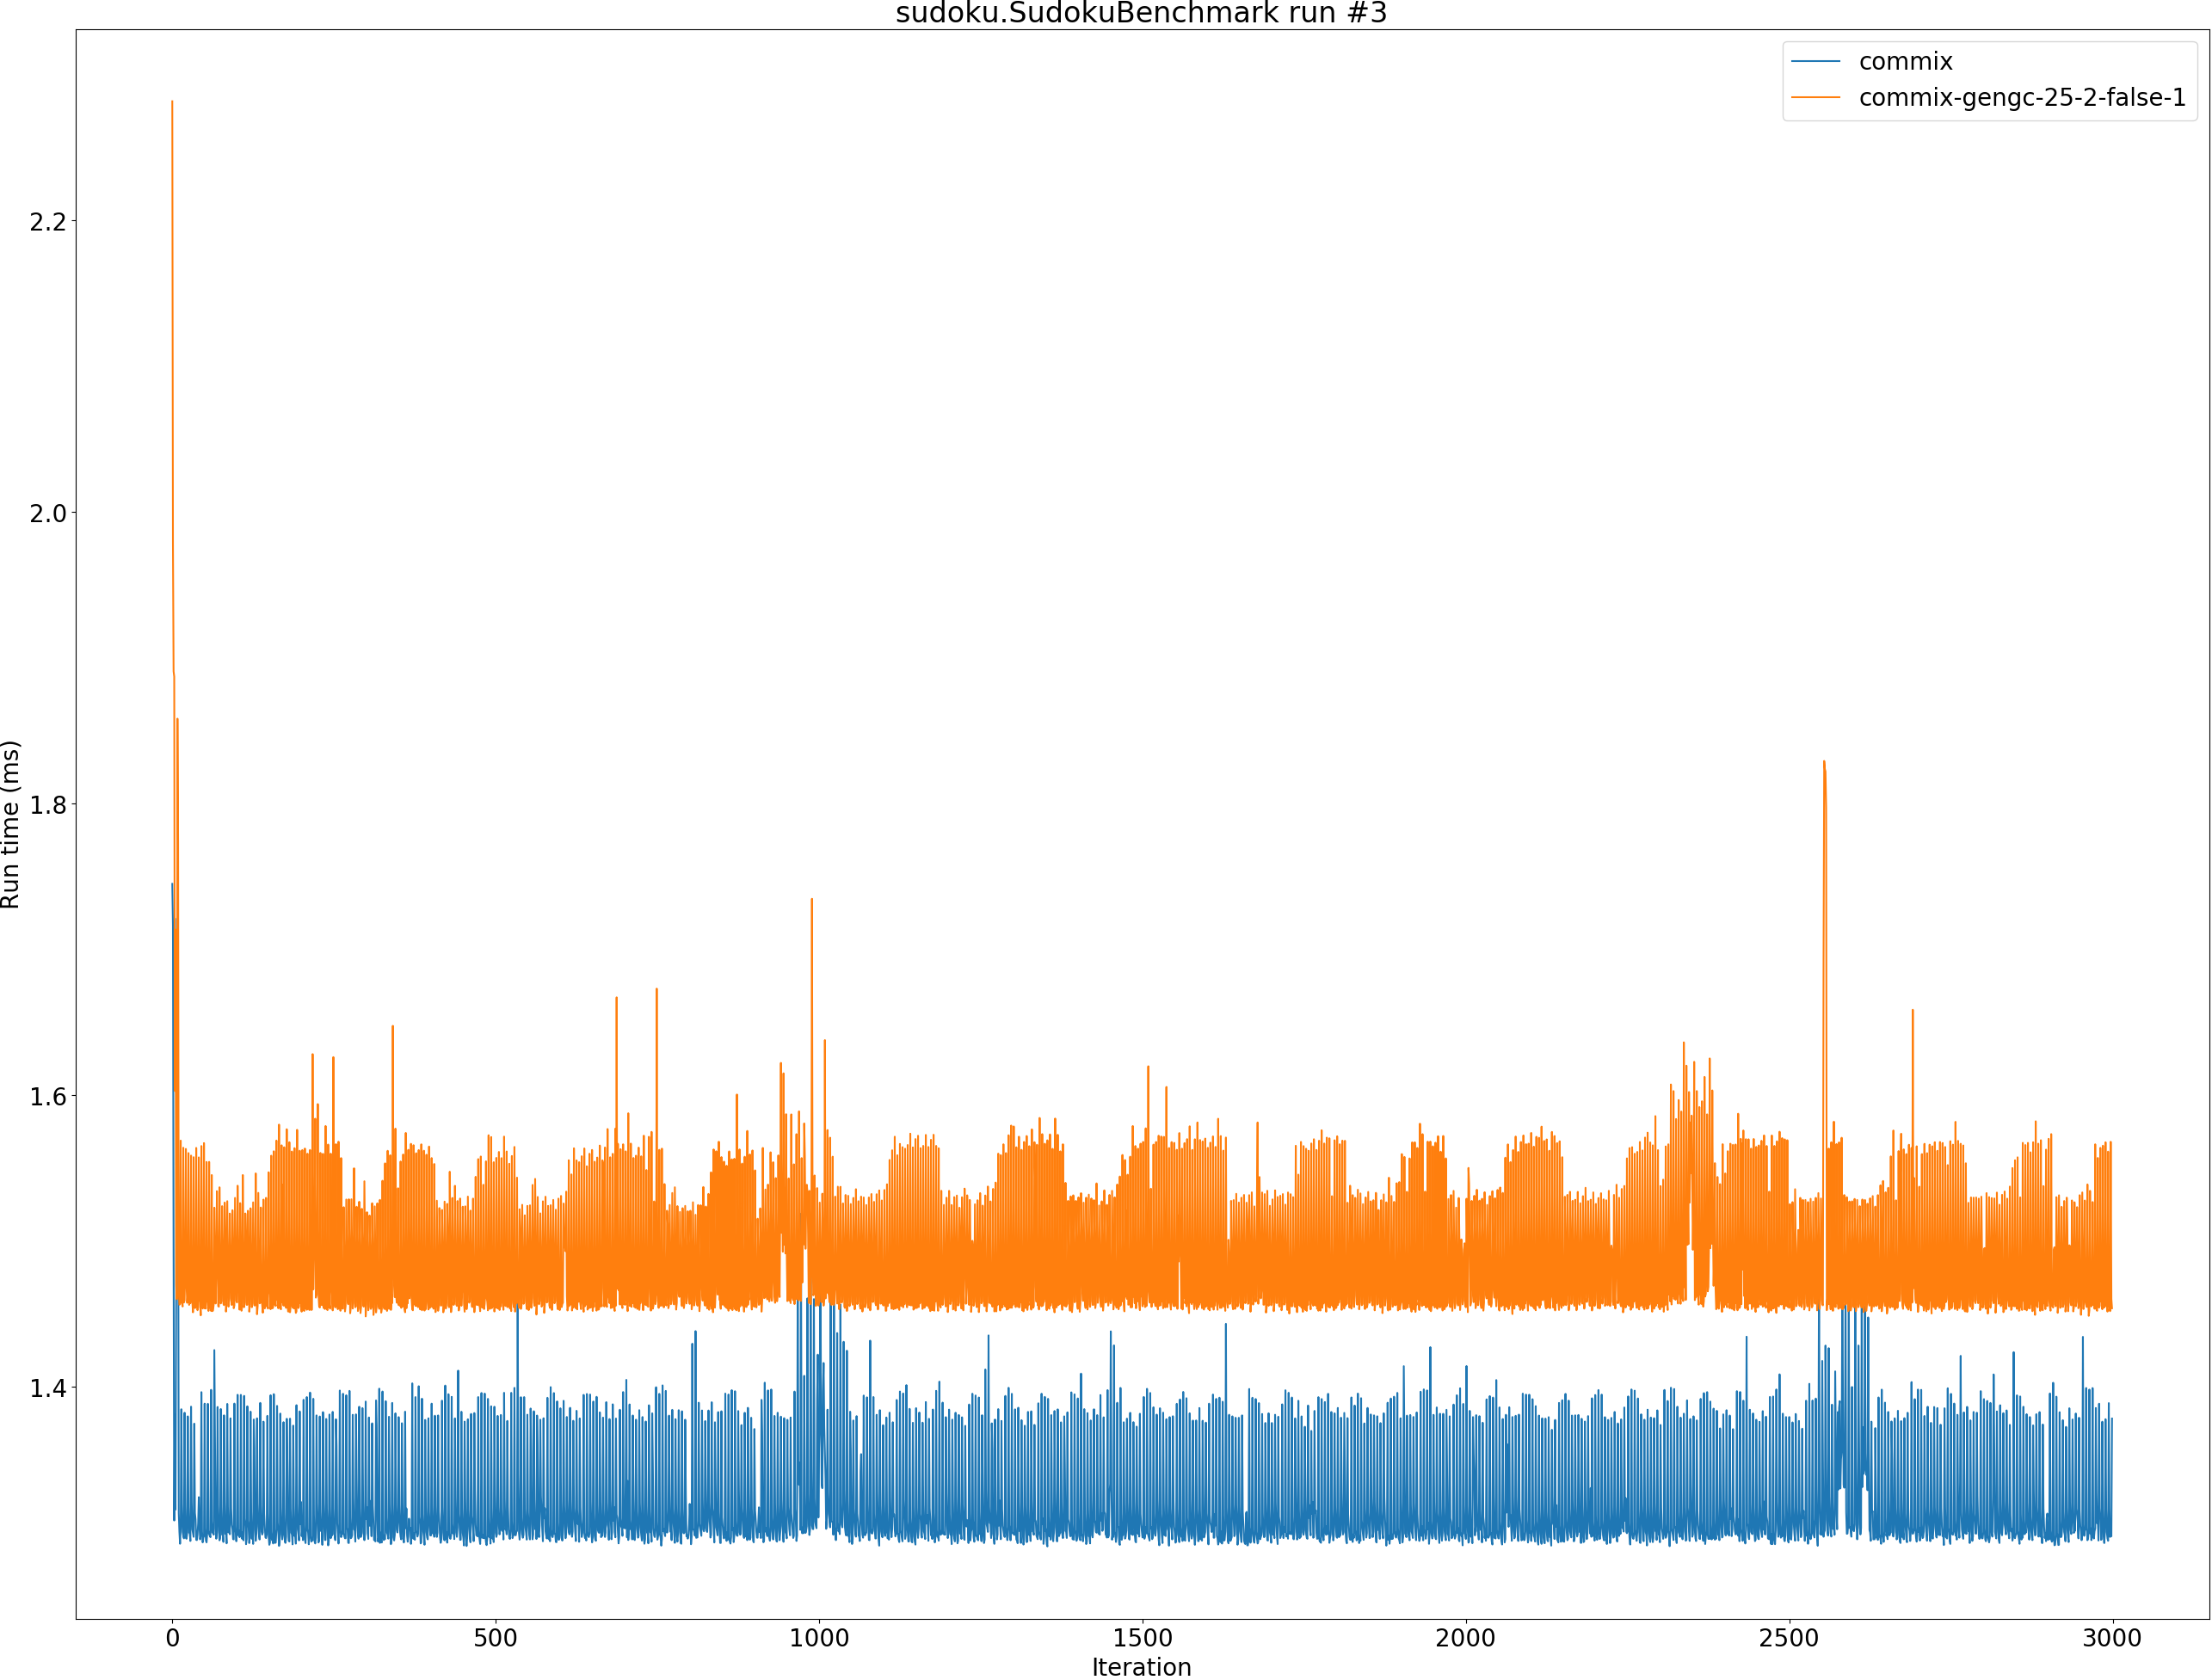 sudoku.SudokuBenchmark run #3
commix
commix-gengc-25-2-false-1
Run time (ms)
2.2
2.0
1.8
1.6
1.4
0 500 1000 1500 2000 2500 3000
Iteration